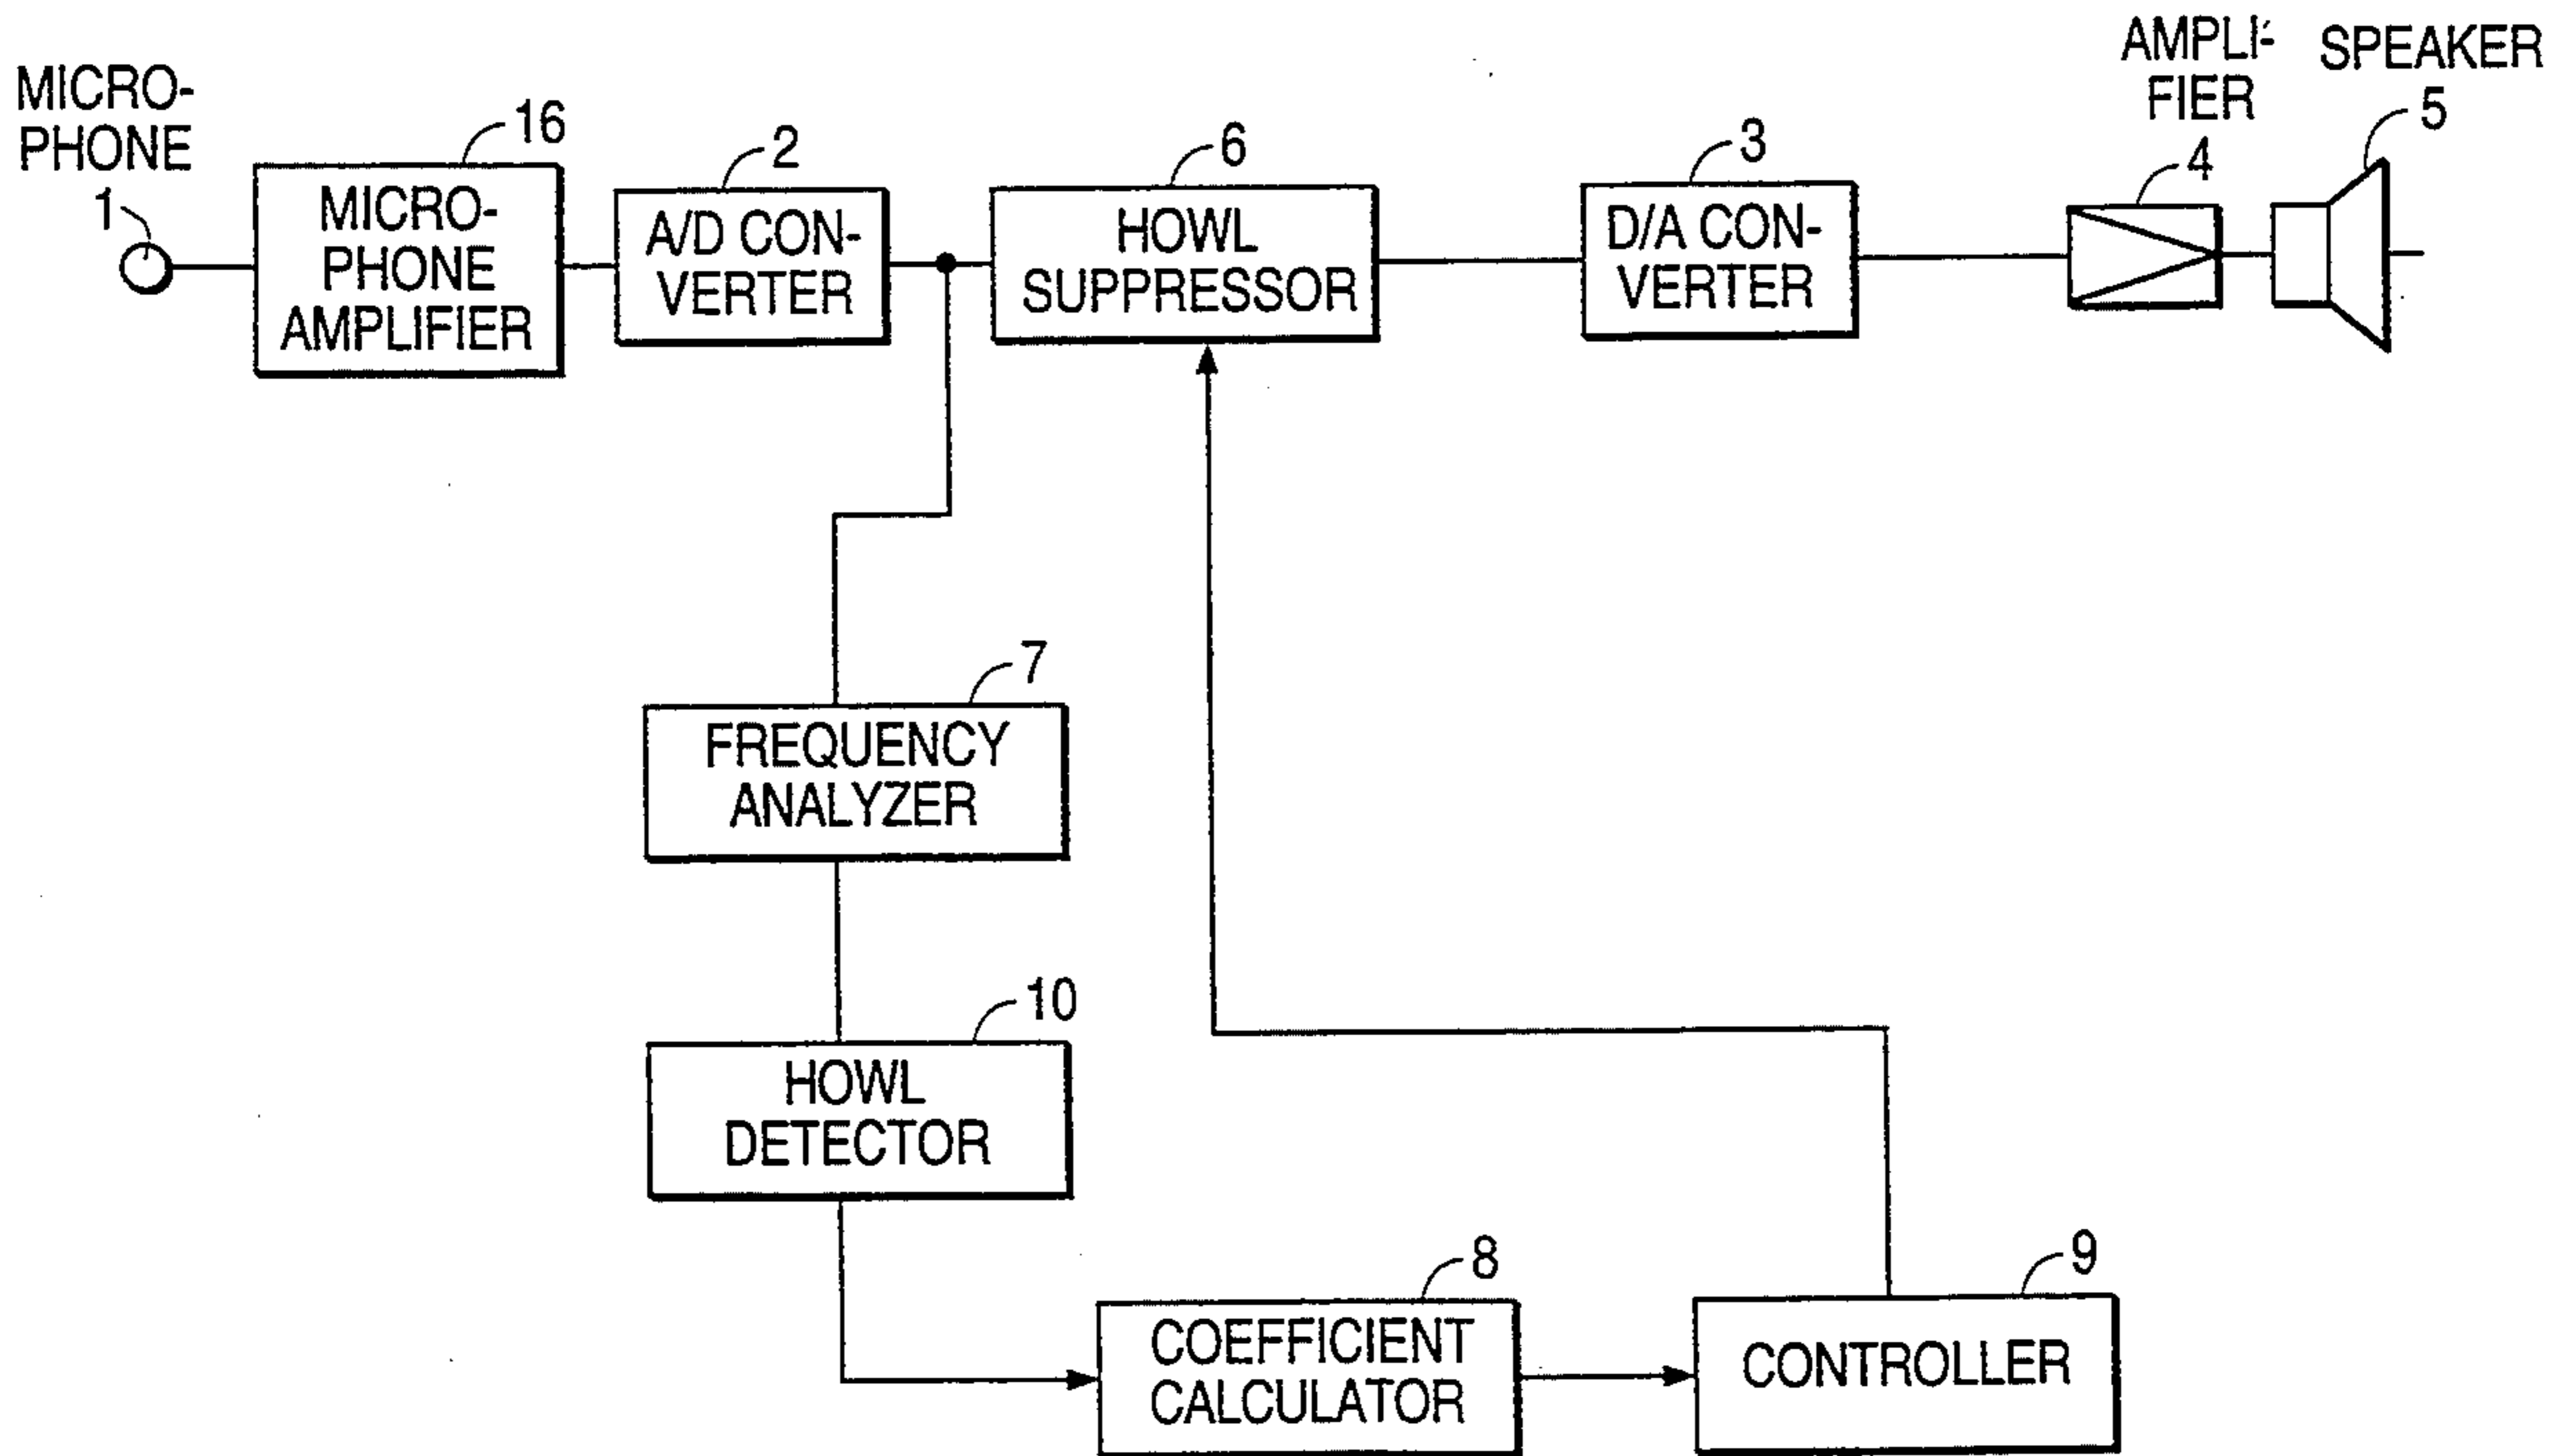 MICRO-
PHONE
1
16
MICRO-
PHONE
AMPLIFIER
2
A/D CON-
VERTER
6
HOWL
SUPPRESSOR
3
D/A CON-
VERTER
AMPLI-
FIER
4
SPEAKER
5
7
FREQUENCY
ANALYZER
10
HOWL
DETECTOR
8
COEFFICIENT
CALCULATOR
9
CONTROLLER